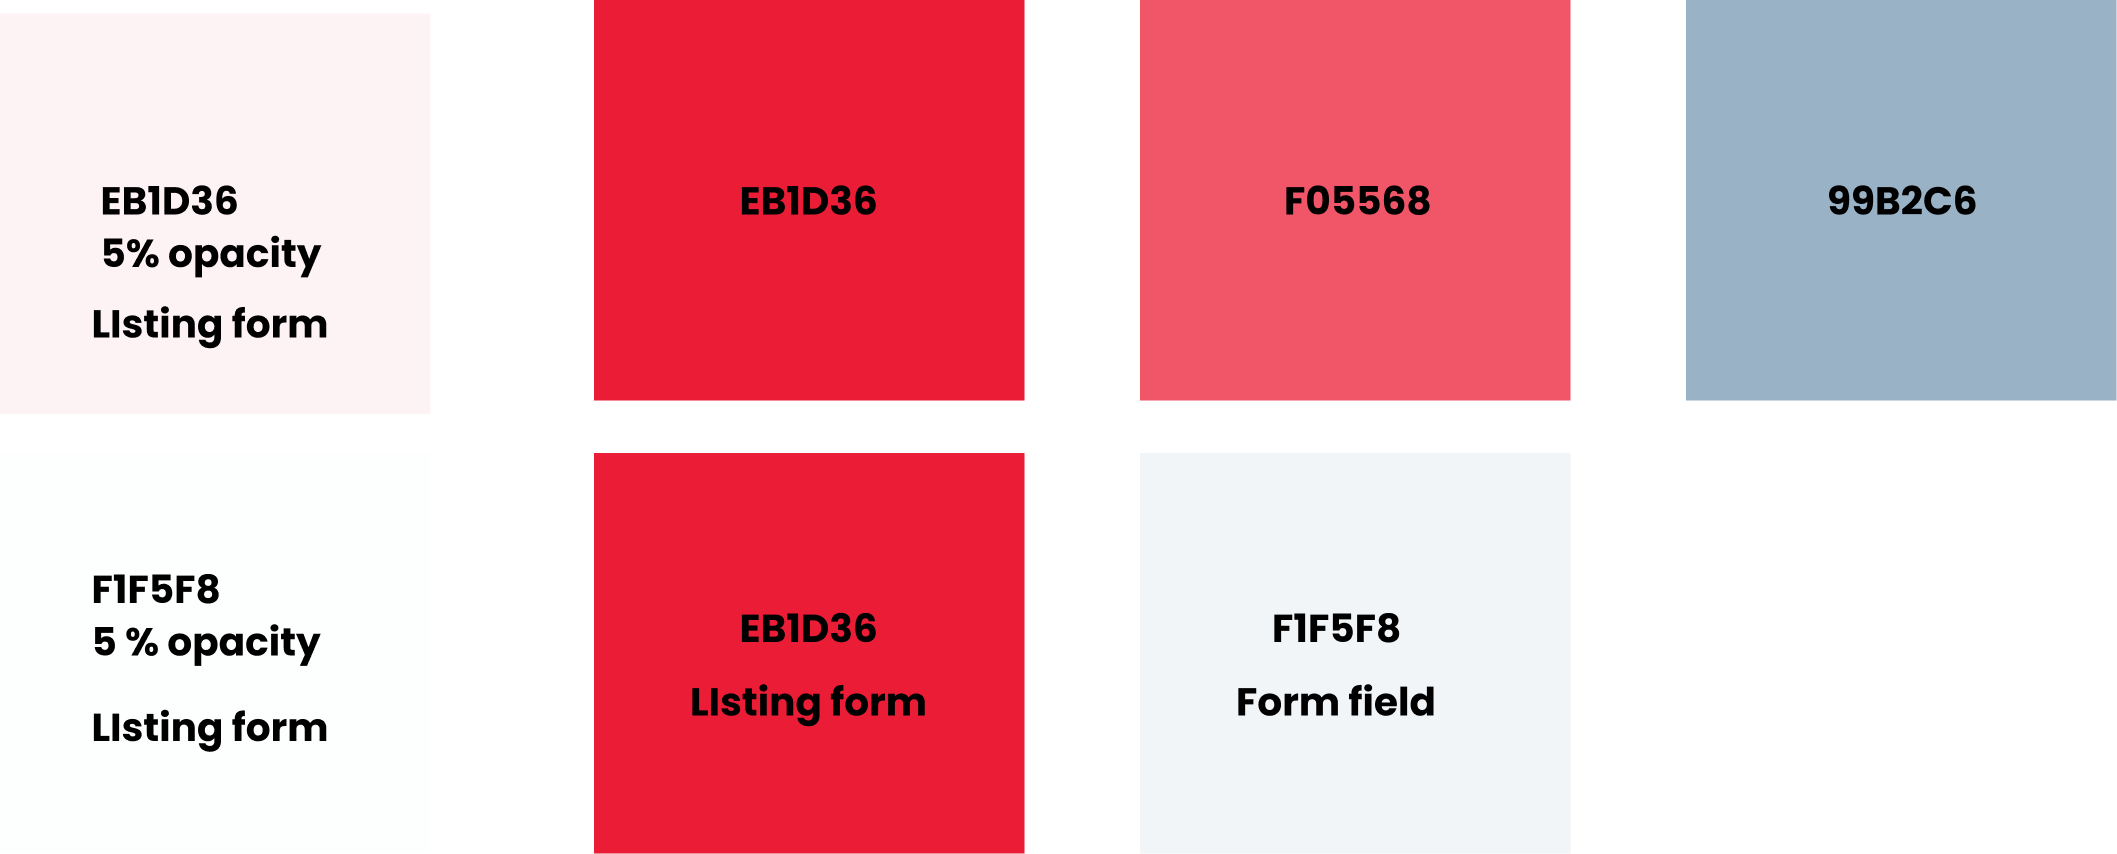 EB1D36
5% opacity
LIsting form
EB1D36
F05568
99B2C6
F1F5F8
5 % opacity
LIsting form
EB1D36
LIsting form
F1F5F8
Form field